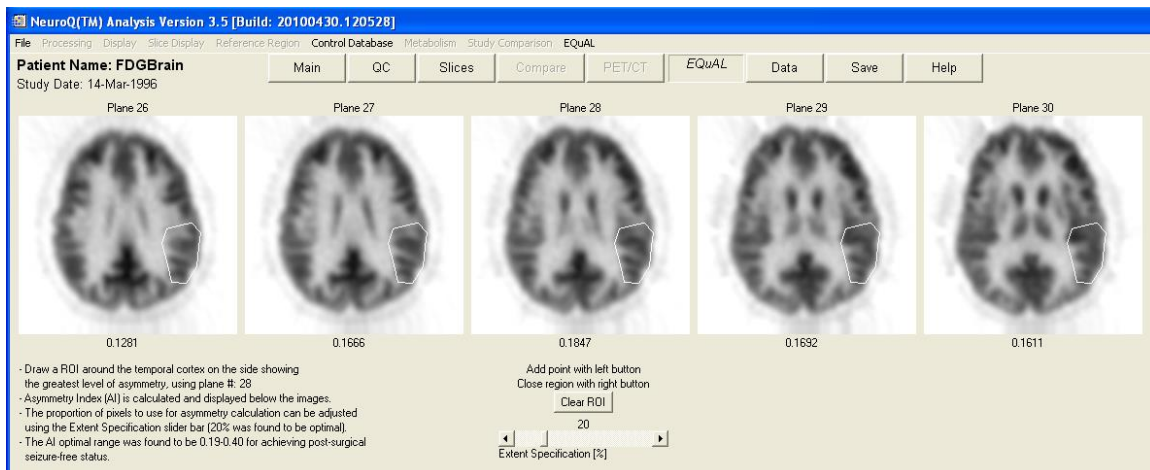 NeuroQ(TM) Analysis Version 3.5 [Build: 20100430.120528]
File Processing Display Slice Display Reference Region Control Database Metabolism Study Comparison EQuAL
Patient Name: FDGBrain Main QC Slices Compare PET/CT EQuAL Data Save Help
Study Date: 14-Mar-1996
Plane 26 Plane 27 Plane 28 Plane 29 Plane 30
0.1281 0.1666 0.1847 0.1692 0.1611
- Draw a ROI around the temporal cortex on the side showing
the greatest level of asymmetry, using plane #: 28
- Asymmetry Index (AI) is calculated and displayed below the images.
- The proportion of pixels to use for asymmetry calculation can be adjusted
using the Extent Specification slider bar (20% was found to be optimal).
- The AI optimal range was found to be 0.19-0.40 for achieving post-surgical
seizure-free status.
Add point with left button
Close region with right button
Clear ROI
20
Extent Specification [%]